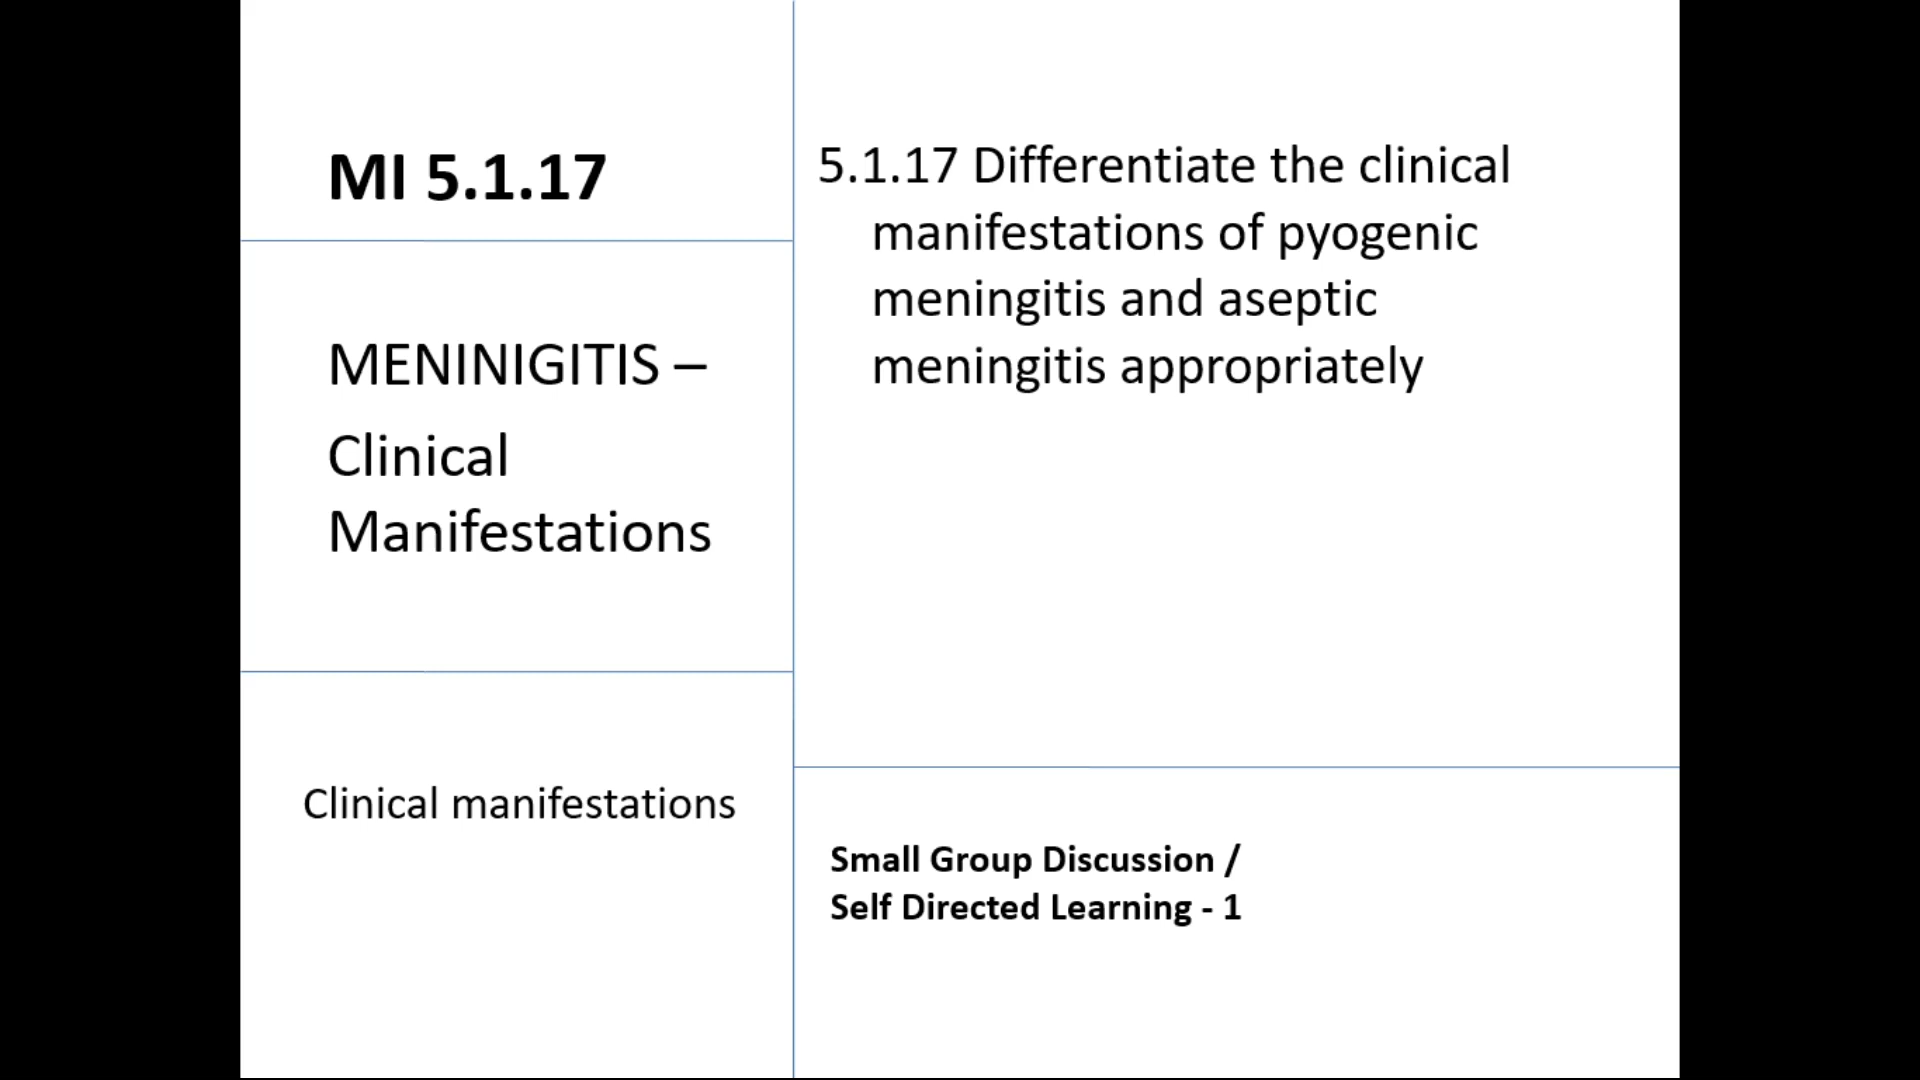 MI 5.1.17
MENINIGITIS –
Clinical
Manifestations
Clinical manifestations
5.1.17 Differentiate the clinical
manifestations of pyogenic
meningitis and aseptic
meningitis appropriately
Small Group Discussion /
Self Directed Learning - 1